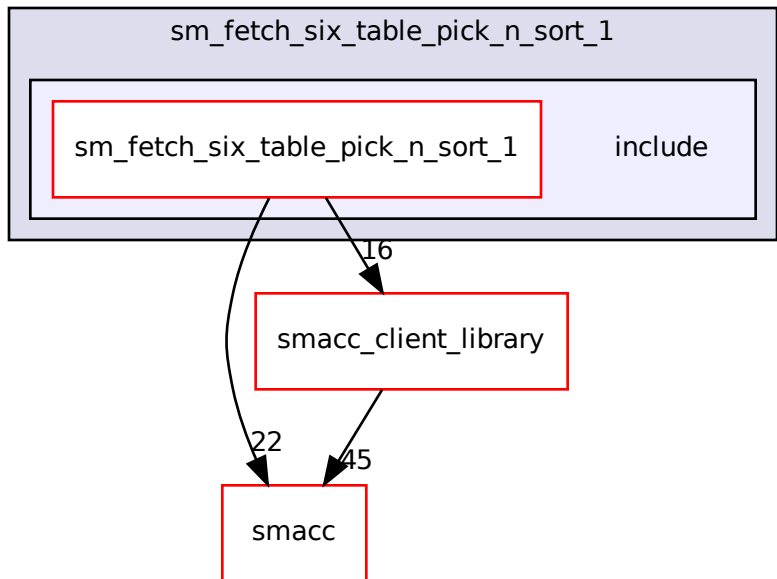 sm_fetch_six_table_pick_n_sort_1
sm_fetch_six_table_pick_n_sort_1
include
16
smacc_client_library
22
45
smacc